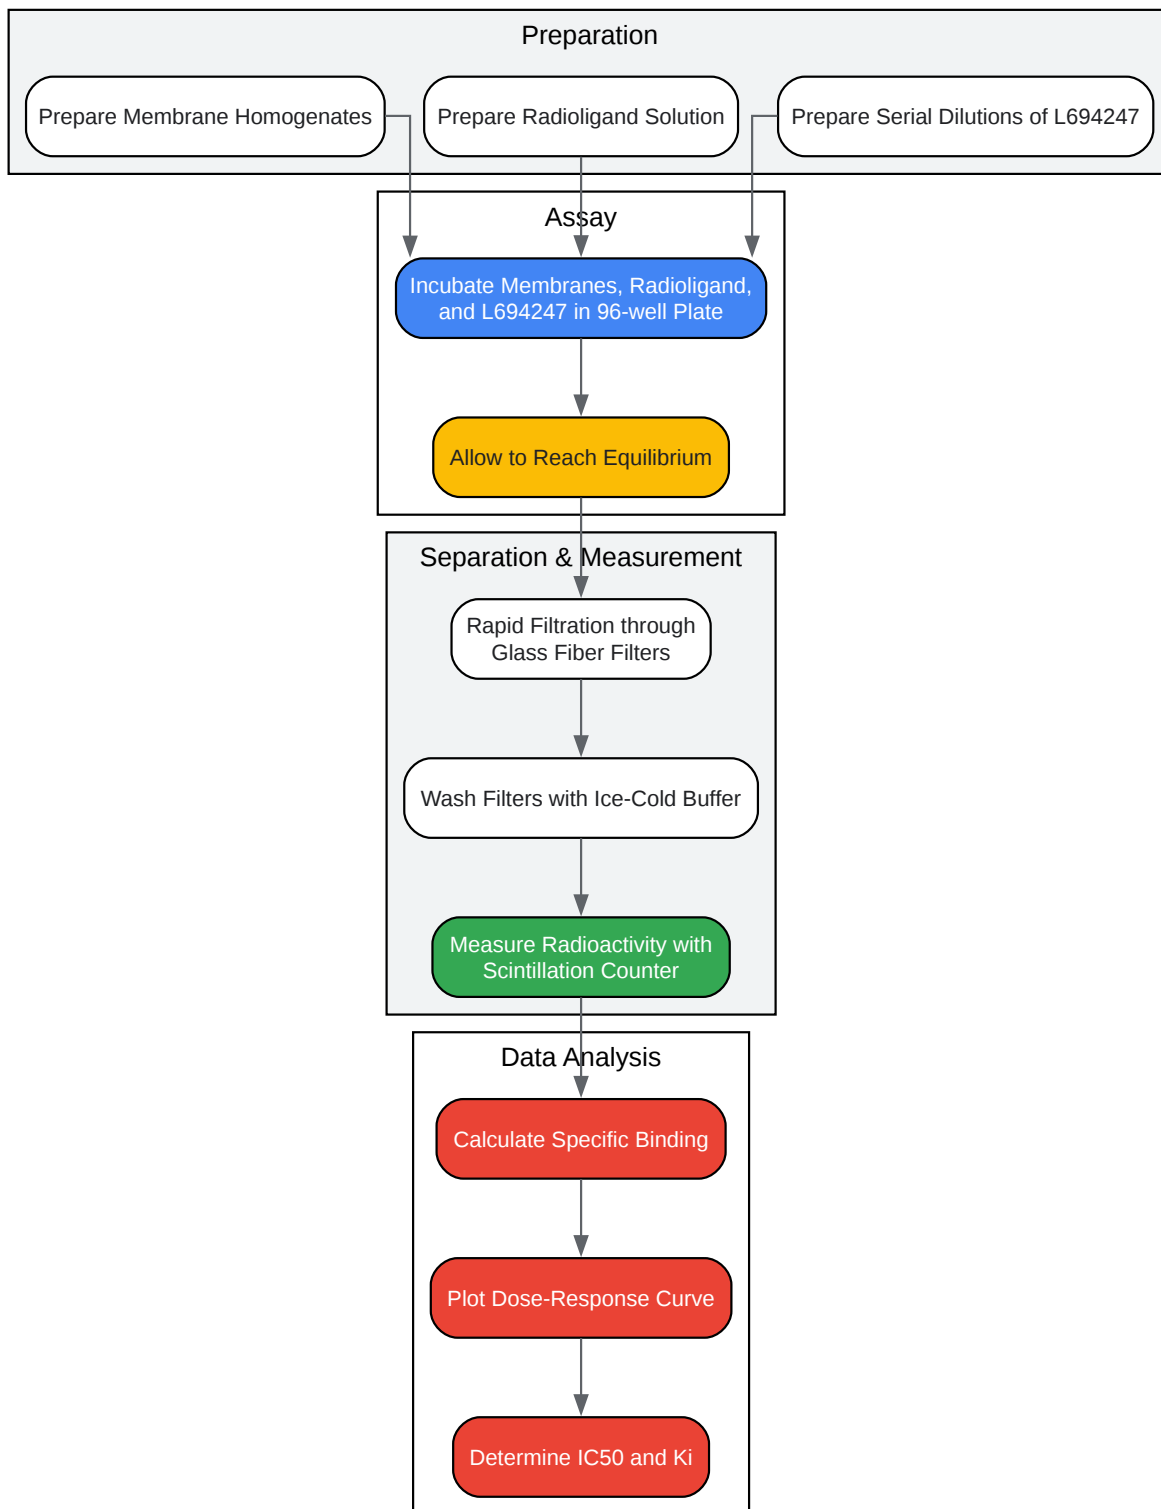 Preparation
Prepare Membrane Homogenates
Prepare Radioligand Solution
Prepare Serial Dilutions of L694247
Assay
Incubate Membranes, Radioligand,
and L694247 in 96-well Plate
Allow to Reach Equilibrium
Separation & Measurement
Rapid Filtration through
Glass Fiber Filters
Wash Filters with Ice-Cold Buffer
Measure Radioactivity with
Scintillation Counter
Data Analysis
Calculate Specific Binding
Plot Dose-Response Curve
Determine IC50 and Ki